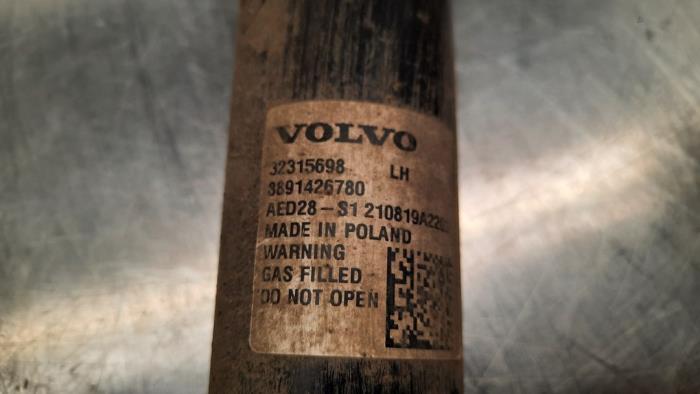 VOLVO
32315698 LH
3891426780
AED28-S1 210819A22
MADE IN POLAND
WARNING
GAS FILLED
DO NOT OPEN